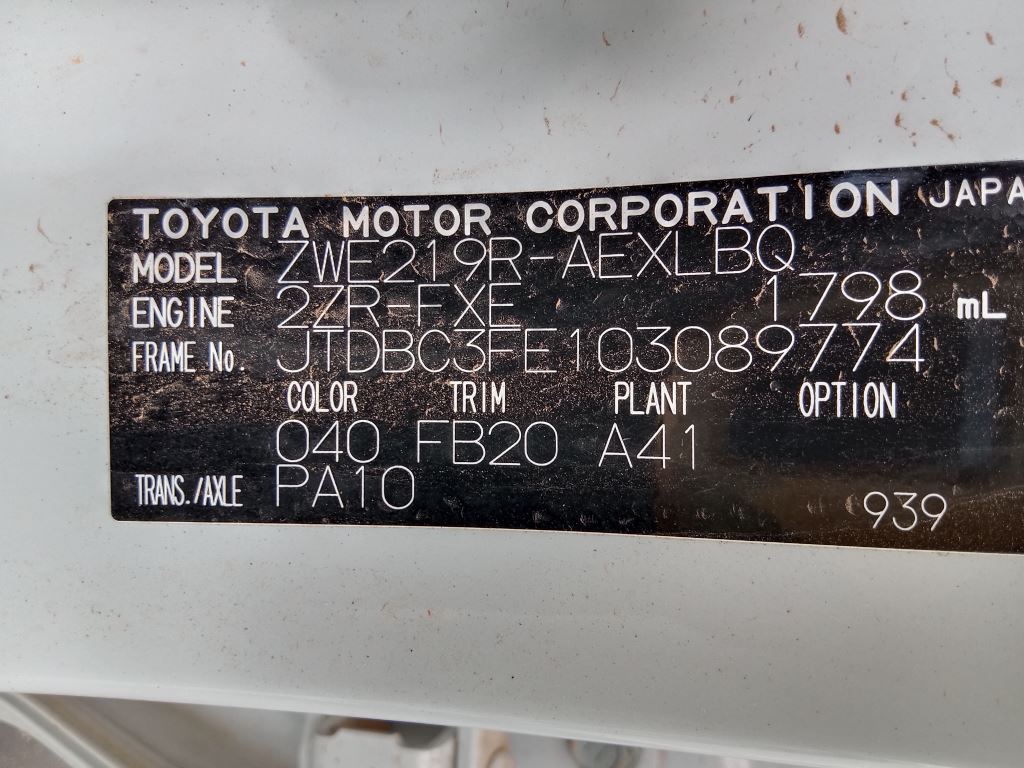 TOYOTA MOTOR CORPORATION JAPA
MODEL ZWE219R-AEXLBQ
ENGINE 2ZR-FXE 1798 mL
FRAME No. JTDBC3FE103089774
COLOR TRIM PLANT OPTION
040 FB20 A41
TRANS./AXLE PA10
939